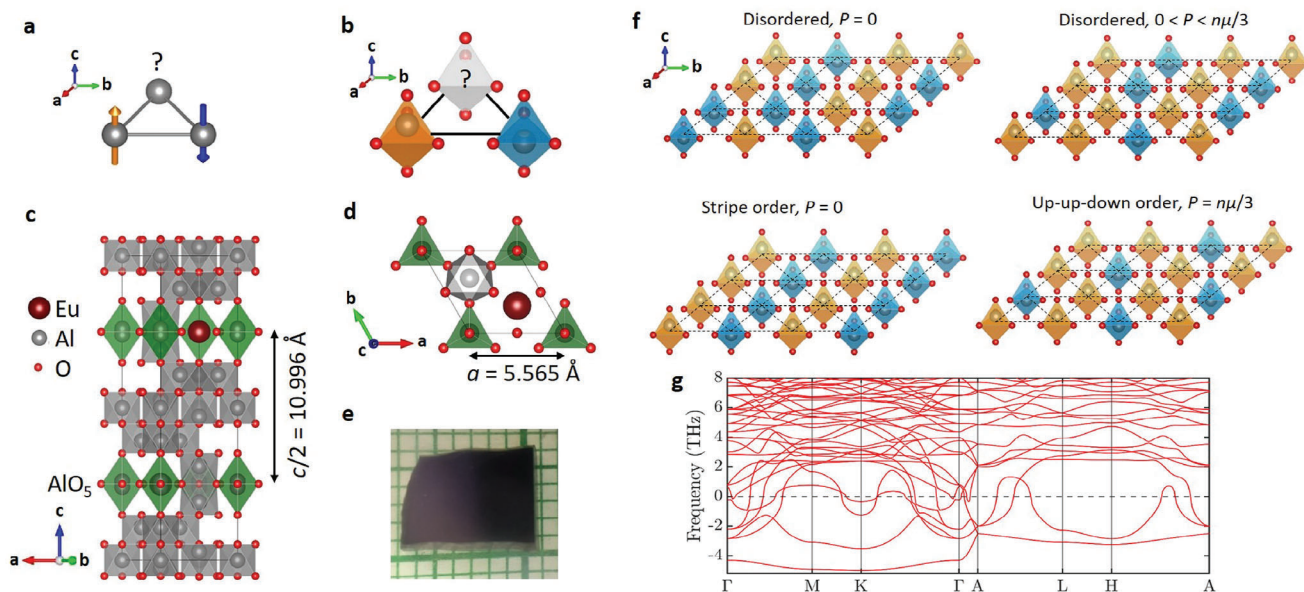 a
?
c
b
a
b
?
c
b
a
c
Eu
Al
O
AlO₅
c/2 = 10.996 Å
c
a
b
d
b
c
a
a = 5.565 Å
e
f
c
b
a
Disordered, P = 0
Disordered, 0 < P < nμ/3
Stripe order, P = 0
Up-up-down order, P = nμ/3
g
Frequency (THz)
8
6
4
2
0
-2
-4
Γ M K Γ A L H A